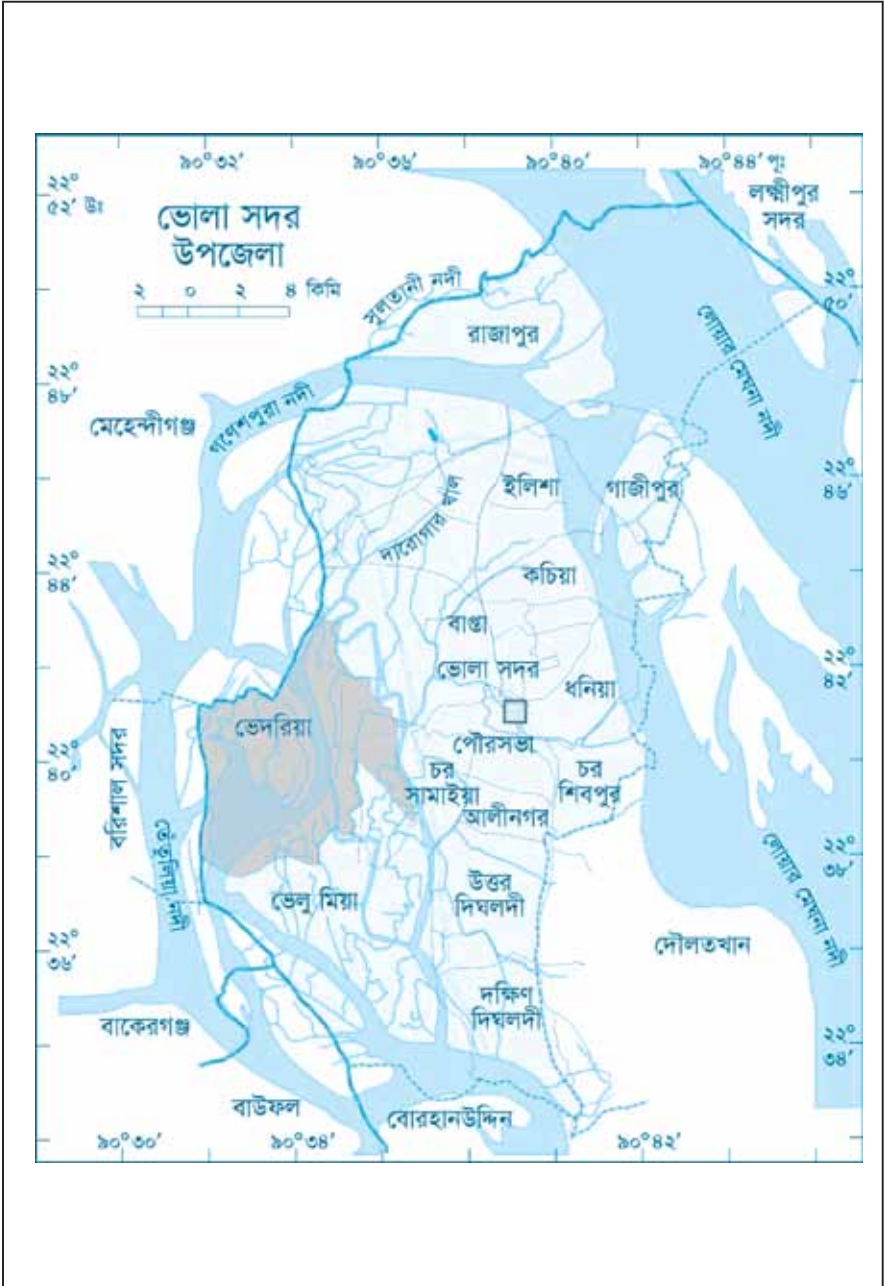 ৯০°৩২′
৯০°৩৬′
৯০°৪০′
৯০°৪৪′ পূঃ
২২°
৫২′ উঃ
ভোলা সদর
উপজেলা
২ ০ ২ ৪ কিমি
লক্ষ্মীপুর
সদর
সুলতানী নদী
২২°
৫০′
রাজাপুর
লোয়ার মেঘনা নদী
২২°
৪৮′
মেহেন্দীগঞ্জ
গণেশপুরা নদী
ইলিশা
গাজীপুর
২২°
৪৬′
দারোগার খাল
২২°
৪৪′
কচিয়া
বাপ্তা
ভোলা সদর
ধনিয়া
২২°
৪২′
ভেদরিয়া
পৌরসভা
২২°
৪০′
বরিশাল সদর
চর
সামাইয়া
চর
শিবপুর
আলীনগর
তেঁতুলিয়া নদী
২২°
৩৮′
ভেলু মিয়া
উত্তর
দিঘলদী
লোয়ার মেঘনা নদী
দৌলতখান
২২°
৩৬′
দক্ষিণ
দিঘলদী
বাকেরগঞ্জ
২২°
৩৪′
বাউফল
বোরহানউদ্দিন
৯০°৩০′
৯০°৩৪′
৯০°৪২′